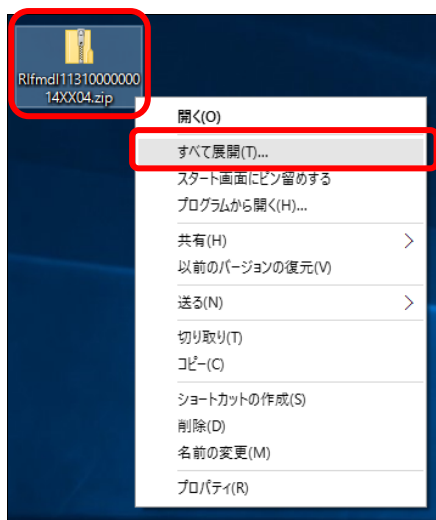 RIfmdl11310000000
14XX04.zip
開く(O)
すべて展開(T)...
スタート画面にピン留めする
プログラムから開く(H)...
共有(H)
以前のバージョンの復元(V)
送る(N)
切り取り(T)
コピー(C)
ショートカットの作成(S)
削除(D)
名前の変更(M)
プロパティ(R)